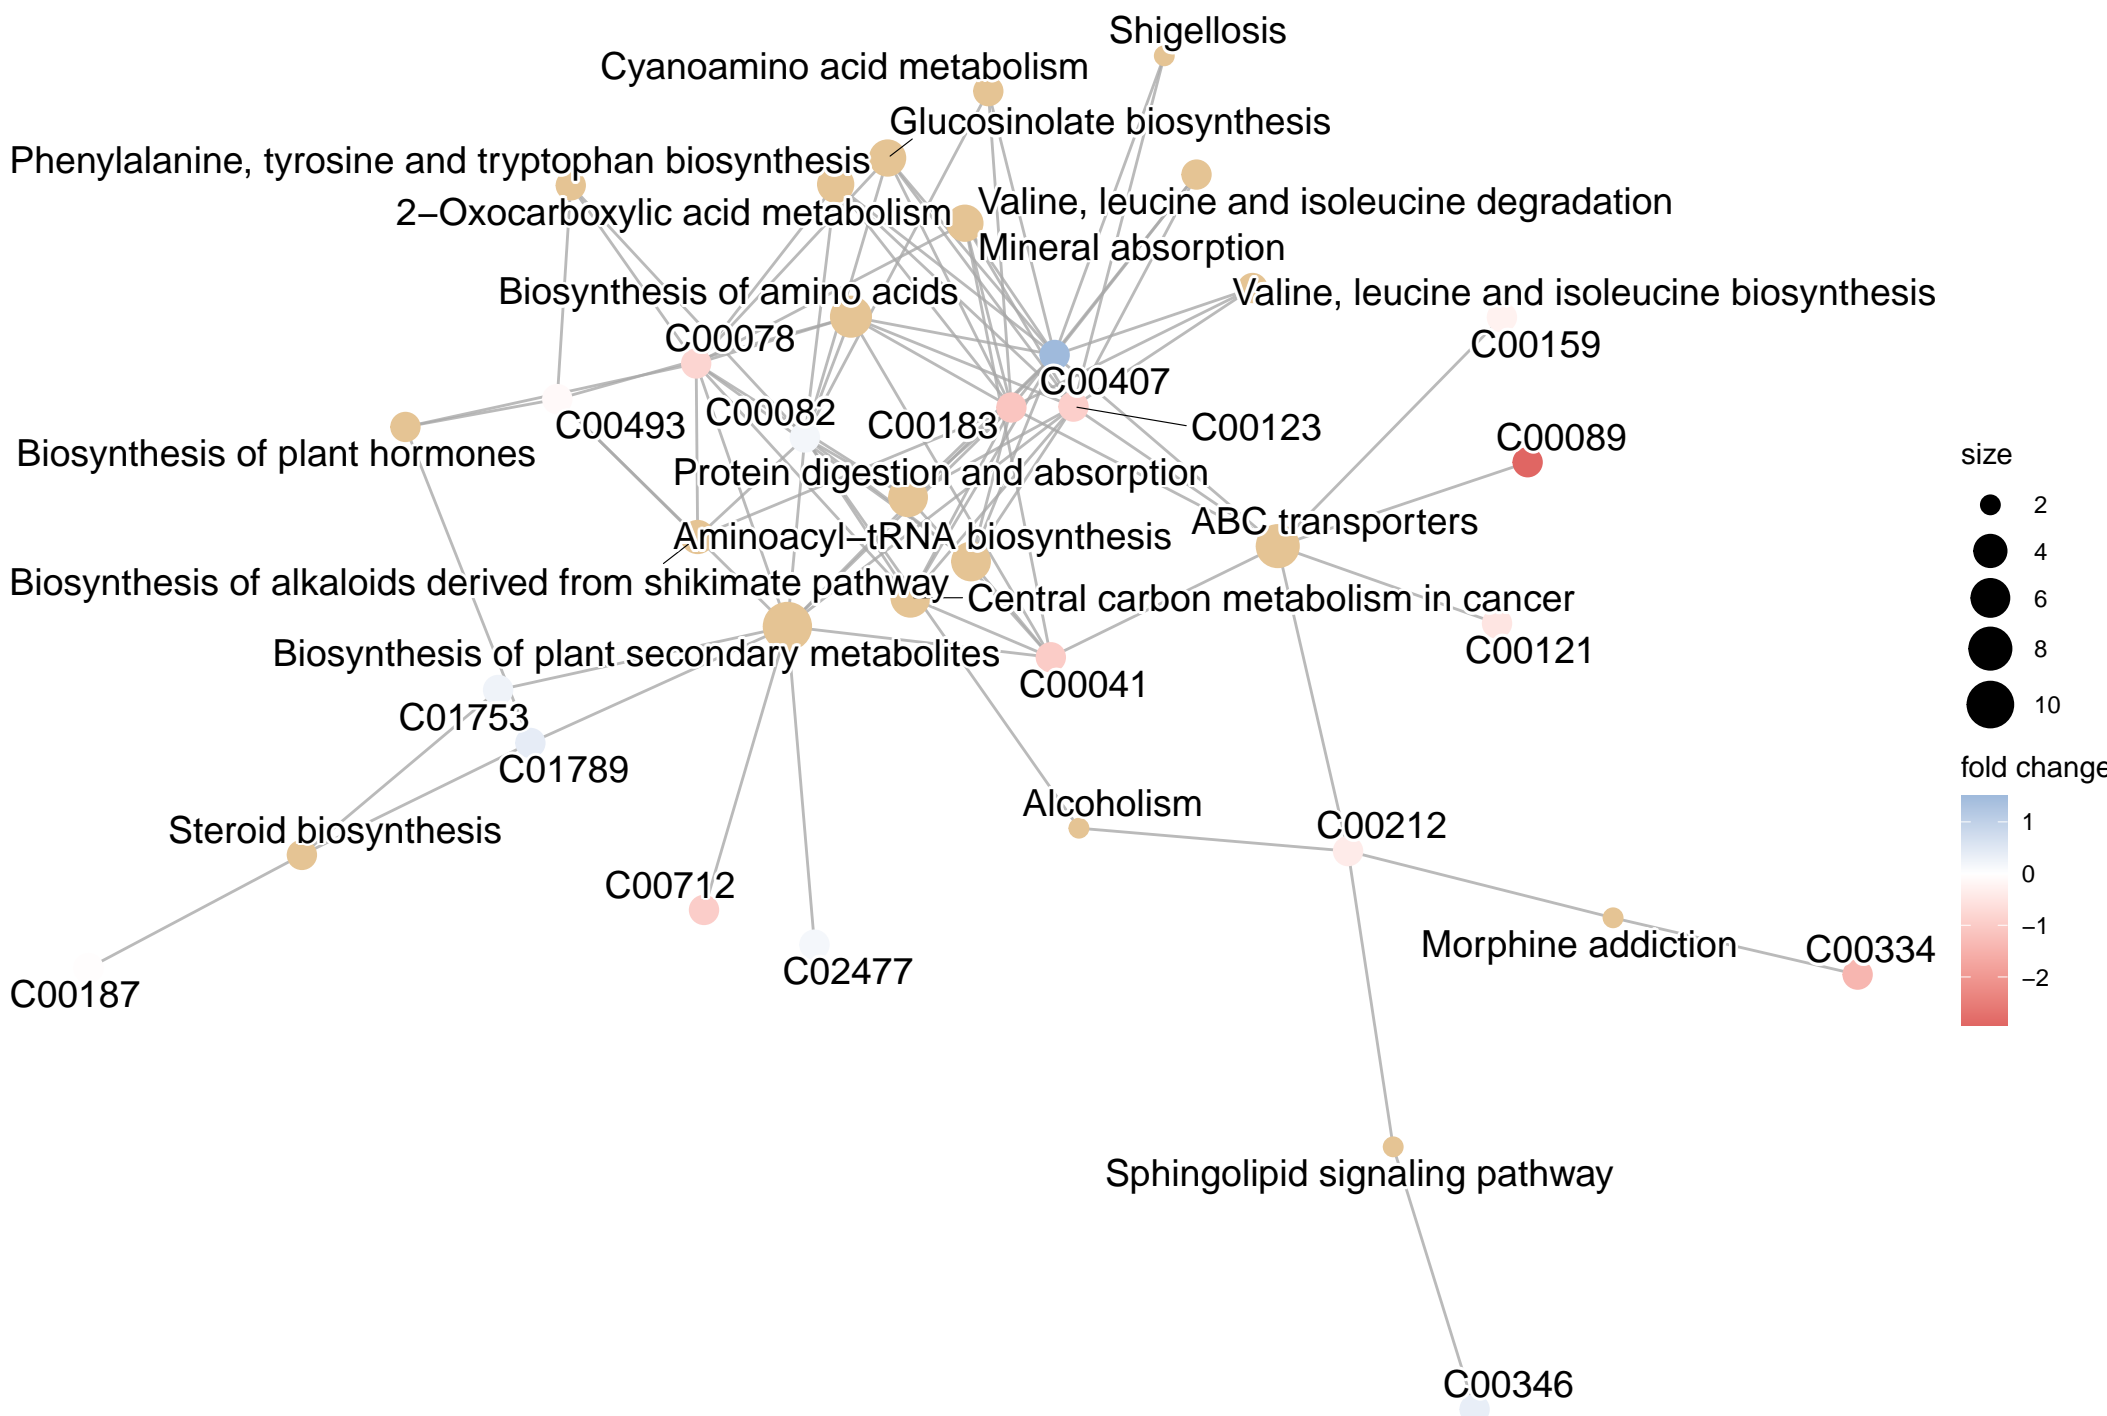 Shigellosis
Cyanoamino acid metabolism
Glucosinolate biosynthesis
Phenylalanine, tyrosine and tryptophan biosynthesis
Valine, leucine and isoleucine degradation
2−Oxocarboxylic acid metabolism
Mineral absorption
Biosynthesis of amino acids
Valine, leucine and isoleucine biosynthesis
C00078
C00159
C00407
C00082
C00493
C00183
C00123
C00089
Biosynthesis of plant hormones
Protein digestion and absorption
ABC transporters
Aminoacyl−tRNA biosynthesis
Biosynthesis of alkaloids derived from shikimate pathway
Central carbon metabolism in cancer
Biosynthesis of plant secondary metabolites
C00121
C00041
C01753
C01789
Alcoholism
C00212
Steroid biosynthesis
C00712
Morphine addiction
C00334
C02477
C00187
Sphingolipid signaling pathway
C00346
size
2
4
6
8
10
fold change
1
0
−1
−2